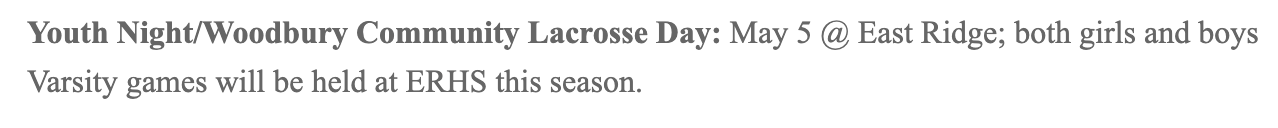 Youth Night/Woodbury Community Lacrosse Day: May 5 @ East Ridge; both girls and boys
Varsity games will be held at ERHS this season.